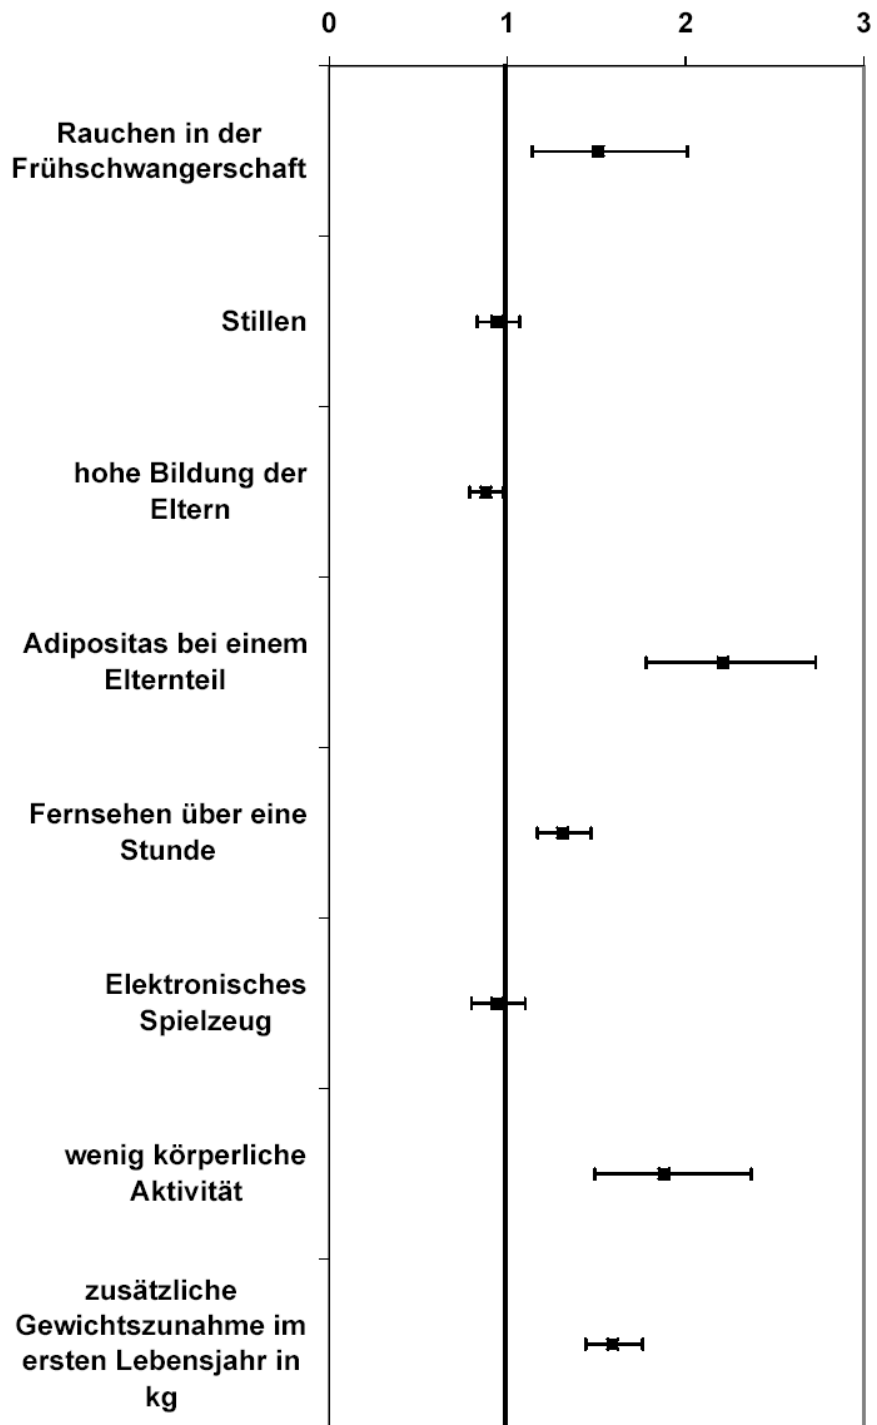 0 1 2 3
Rauchen in der
Frühschwangerschaft
Stillen
hohe Bildung der
Eltern
Adipositas bei einem
Elternteil
Fernsehen über eine
Stunde
Elektronisches
Spielzeug
wenig körperliche
Aktivität
zusätzliche
Gewichtszunahme im
ersten Lebensjahr in
kg